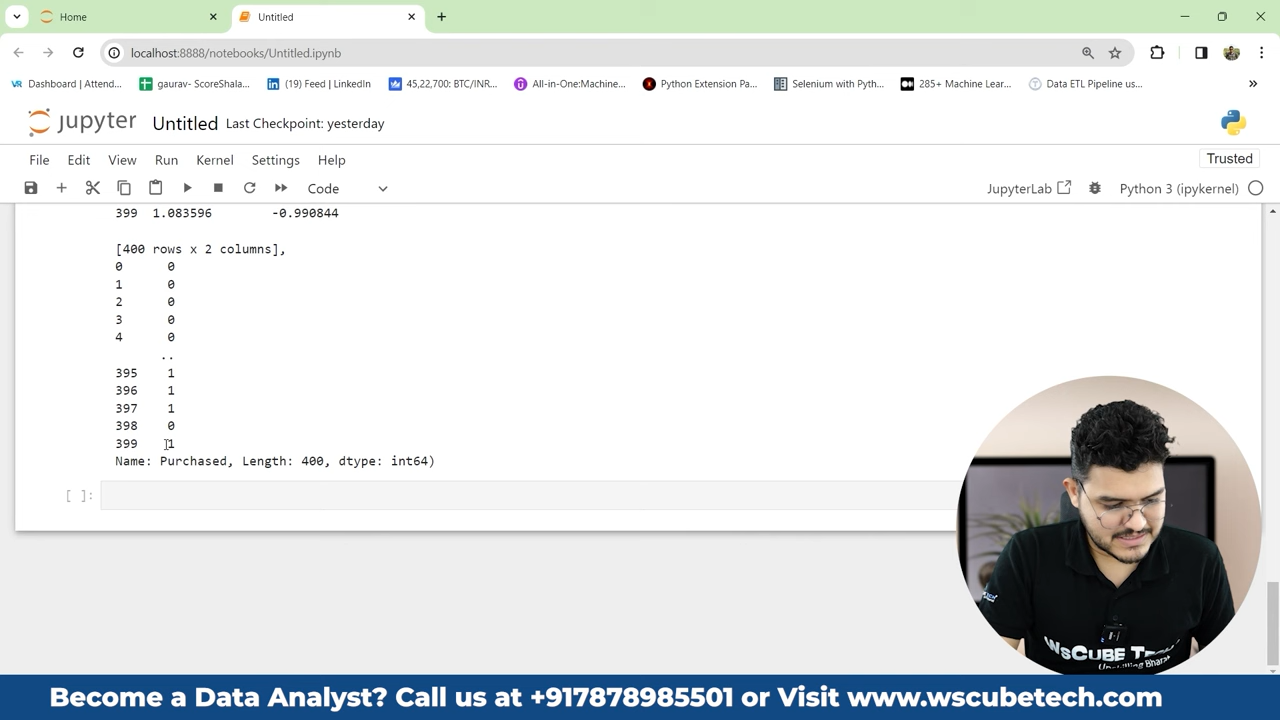 Home
Untitled
localhost:8888/notebooks/Untitled.ipynb
Dashboard | Attend...
gaurav- ScoreShala...
(19) Feed | LinkedIn
45,22,700: BTC/INR...
All-in-One:Machine...
Python Extension Pa...
Selenium with Pyth...
285+ Machine Lear...
Data ETL Pipeline us...
»
jupyter Untitled Last Checkpoint: yesterday
File Edit View Run Kernel Settings Help
Trusted
Code
JupyterLab
Python 3 (ipykernel)
399 1.083596 -0.990844
[400 rows x 2 columns],
0 0
1 0
2 0
3 0
4 0
..
395 1
396 1
397 1
398 0
399 1
Name: Purchased, Length: 400, dtype: int64)
[ ]:
WsCube Tech
Upskilling Bharat
Become a Data Analyst? Call us at +917878985501 or Visit www.wscubetech.com